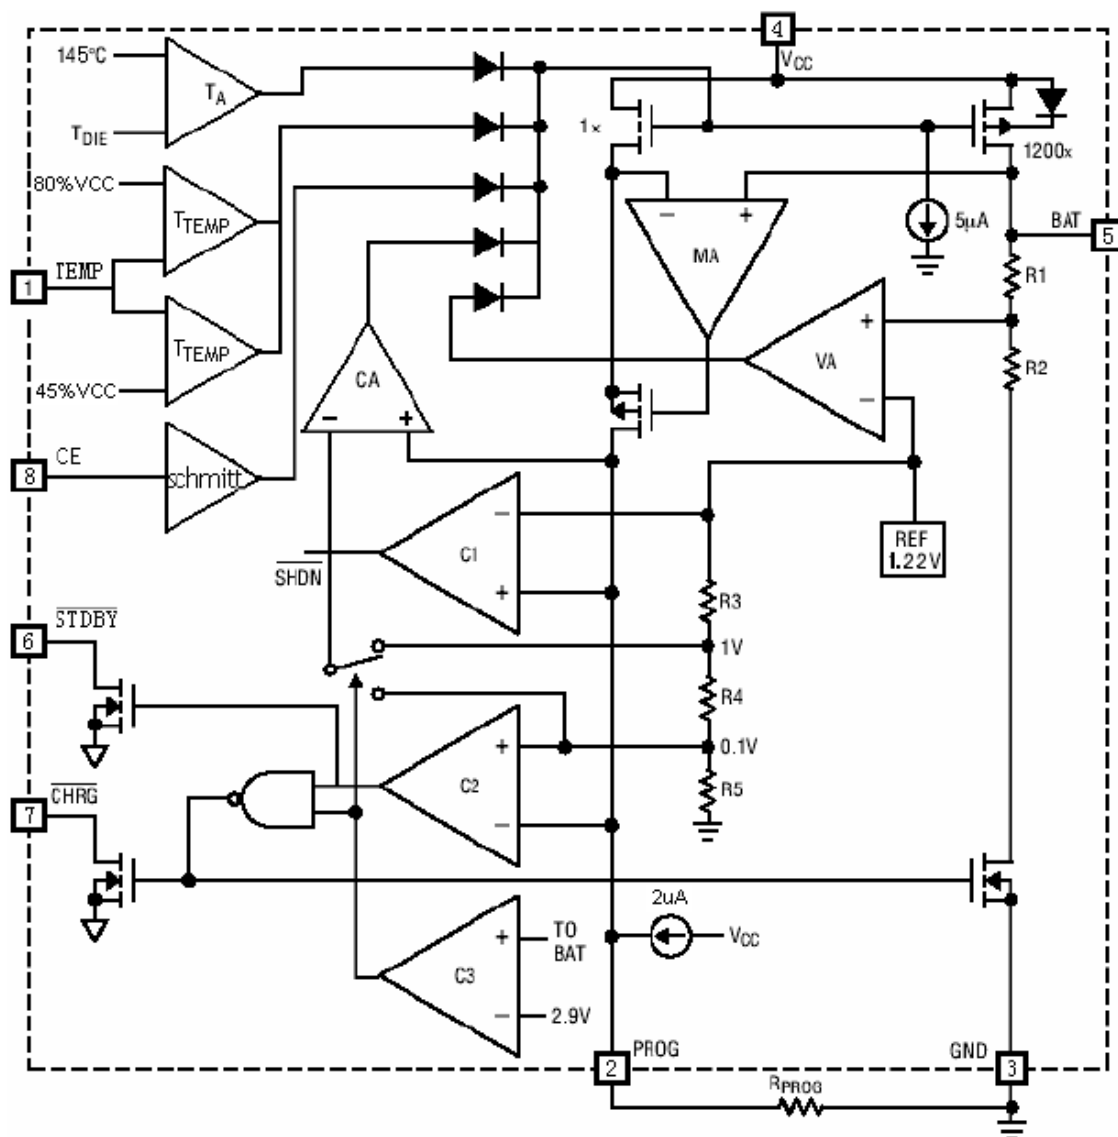 4
VCC
145°C
TA
TDIE
1×
1200x
80%VCC
TTEMP
− +
MA
5µA
BAT
5
1
TEMP
R1
TTEMP
+
VA
−
R2
45%VCC
CA
− +
8
CE
schmitt
−
C1
+
SHDN
REF
1.22V
R3
1V
6
STDBY
R4
+
C2
−
0.1V
R5
7
CHRG
2uA
VCC
+
C3
−
TO
BAT
2.9V
PROG
2
GND
3
RPROG